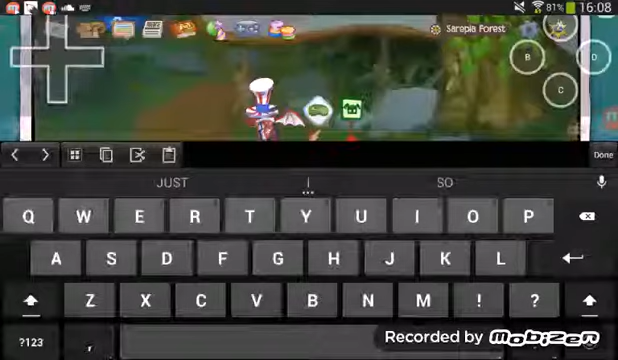 81% 16:08
Sarepia Forest
B D
C
Done
JUST I SO
...
Q W E R T Y U I O P
A S D F G H J K L
Z X C V B N M ! ?
?123 ,
Recorded by MOBIZEN